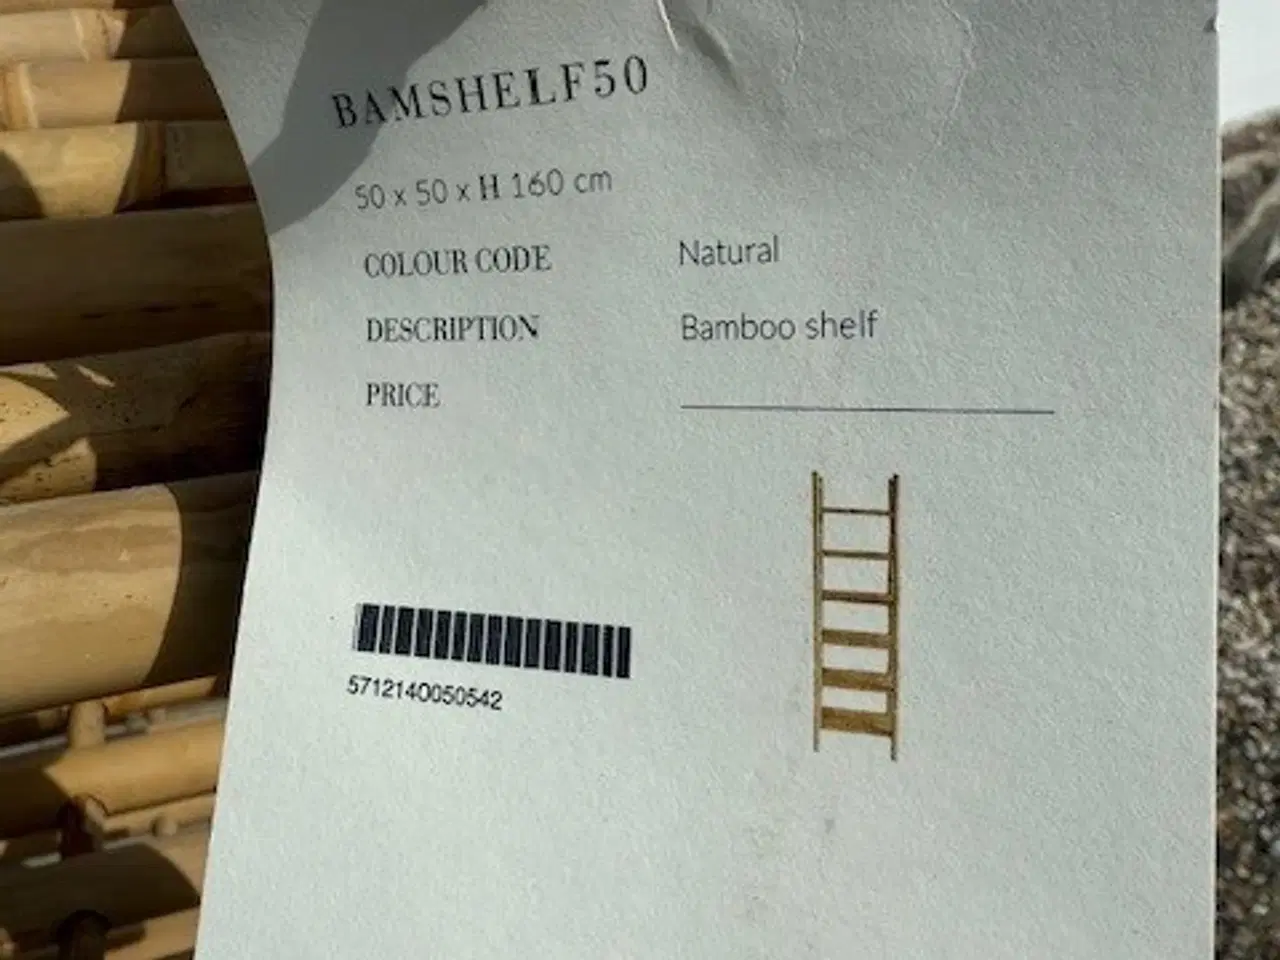 BAMSHELF50
50 x 50 x H 160 cm
COLOUR CODE Natural
DESCRIPTION Bamboo shelf
PRICE
5712140050542